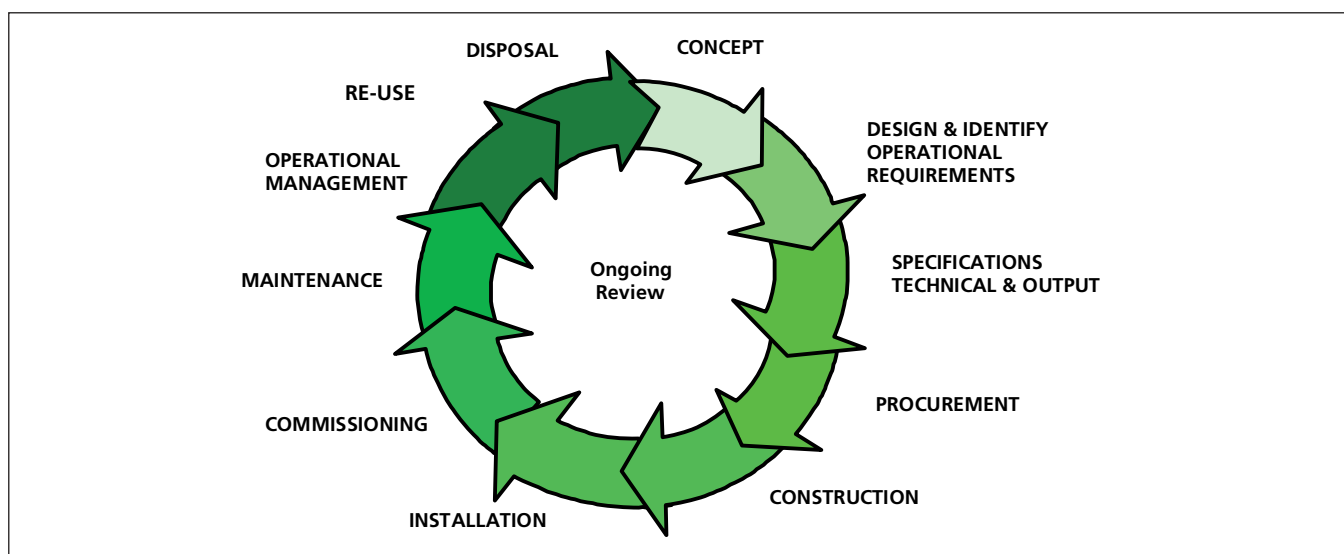 CONCEPT
DESIGN & IDENTIFY
OPERATIONAL
REQUIREMENTS
SPECIFICATIONS
TECHNICAL & OUTPUT
PROCUREMENT
CONSTRUCTION
INSTALLATION
COMMISSIONING
MAINTENANCE
OPERATIONAL
MANAGEMENT
RE-USE
DISPOSAL
Ongoing
Review